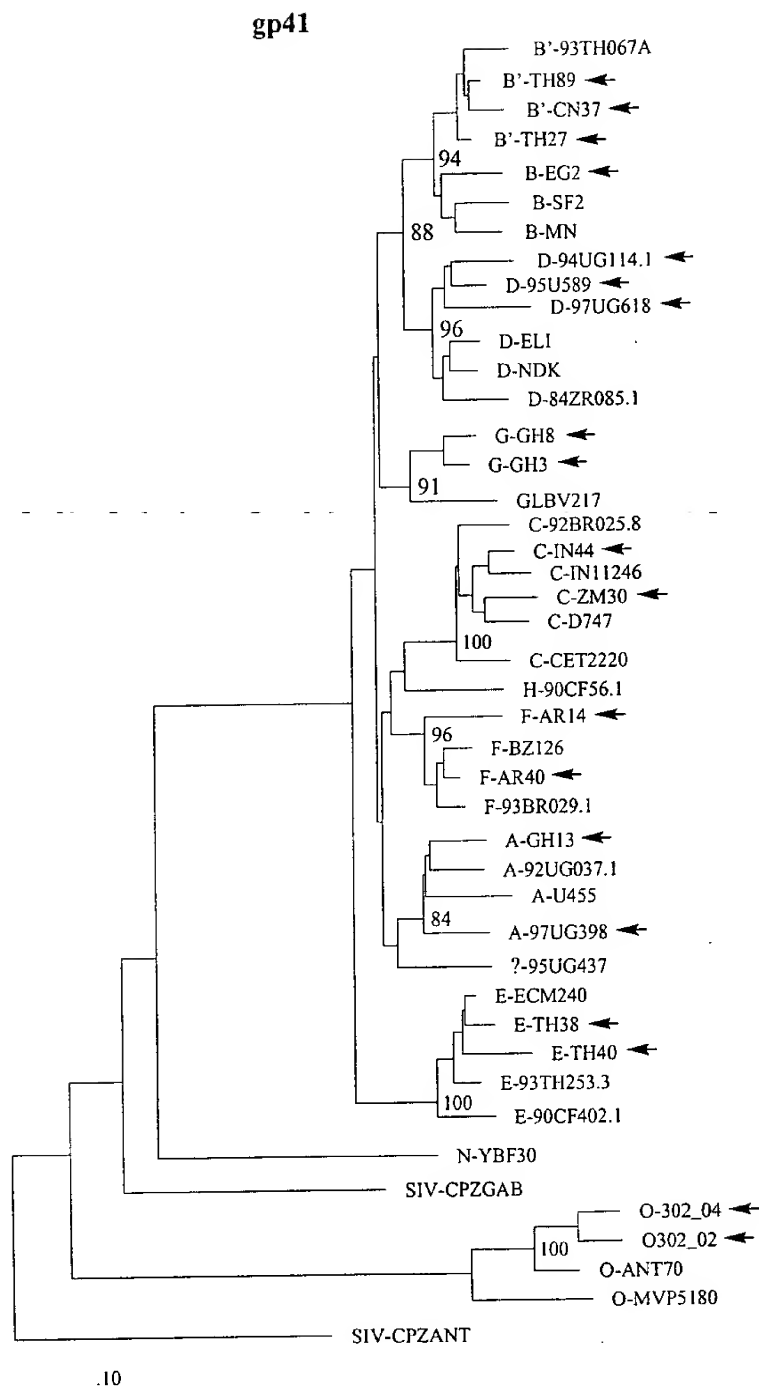 gp41
B'-93TH067A
B'-TH89
B'-CN37
B'-TH27
94
B-EG2
B-SF2
88
B-MN
D-94UG114.1
D-95U589
D-97UG618
96
D-ELI
D-NDK
D-84ZR085.1
G-GH8
G-GH3
91
GLBV217
C-92BR025.8
C-IN44
C-IN11246
C-ZM30
C-D747
100
C-CET2220
H-90CF56.1
F-AR14
96
F-BZ126
F-AR40
F-93BR029.1
A-GH13
A-92UG037.1
A-U455
84
A-97UG398
?-95UG437
E-ECM240
E-TH38
E-TH40
E-93TH253.3
100
E-90CF402.1
N-YBF30
SIV-CPZGAB
O-302_04
O302_02
100
O-ANT70
O-MVP5180
SIV-CPZANT
.10